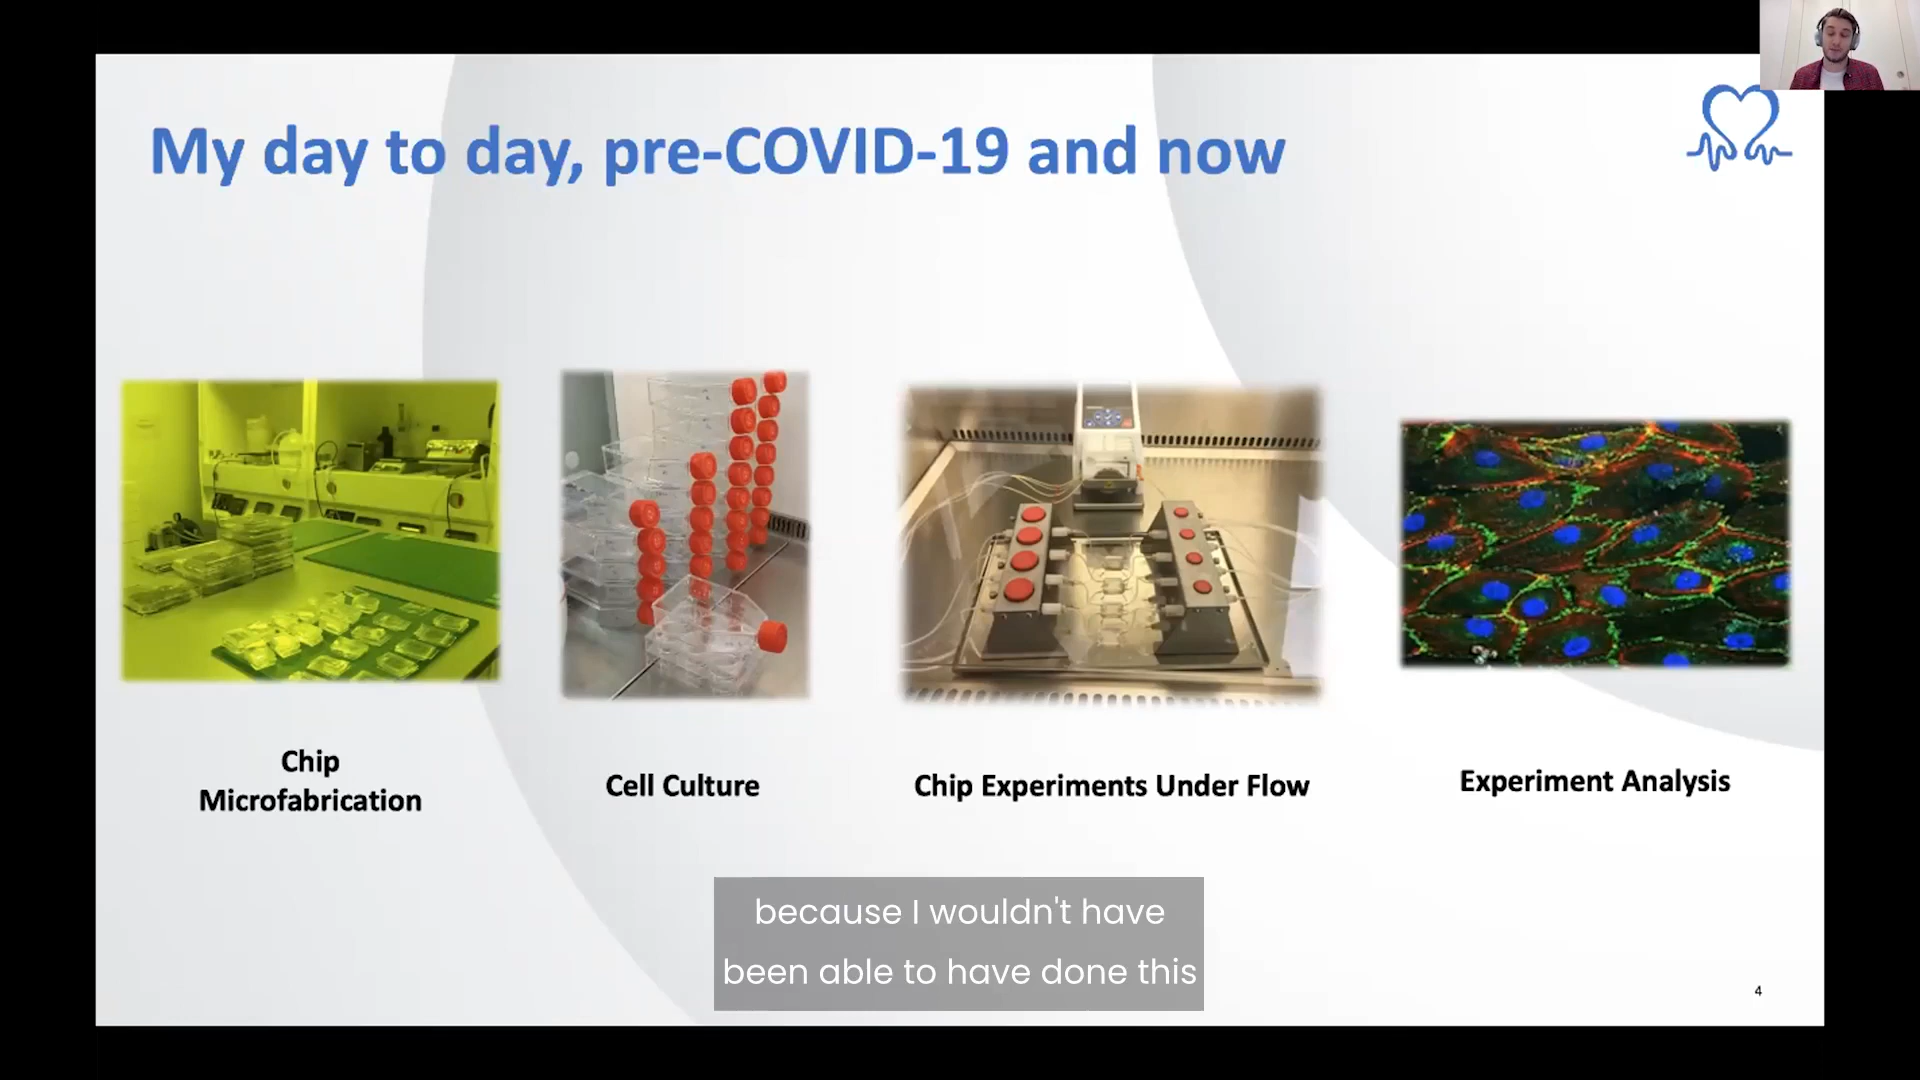 My day to day, pre-COVID-19 and now
Chip
Microfabrication
Cell Culture
Chip Experiments Under Flow
Experiment Analysis
because I wouldn't have
been able to have done this
4